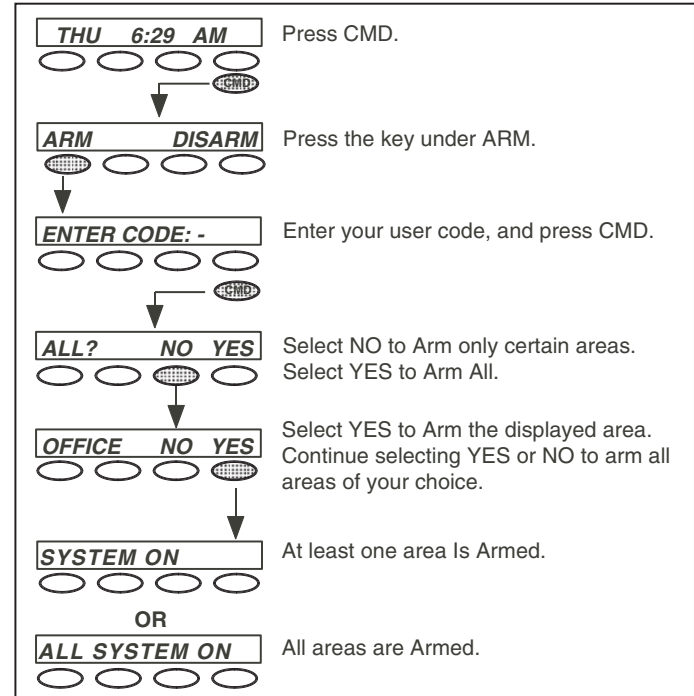 THU 6:29 AM
Press CMD.
CMD
ARM DISARM
Press the key under ARM.
ENTER CODE: -
Enter your user code, and press CMD.
CMD
ALL? NO YES
Select NO to Arm only certain areas.
Select YES to Arm All.
OFFICE NO YES
Select YES to Arm the displayed area.
Continue selecting YES or NO to arm all
areas of your choice.
SYSTEM ON
At least one area Is Armed.
OR
ALL SYSTEM ON
All areas are Armed.